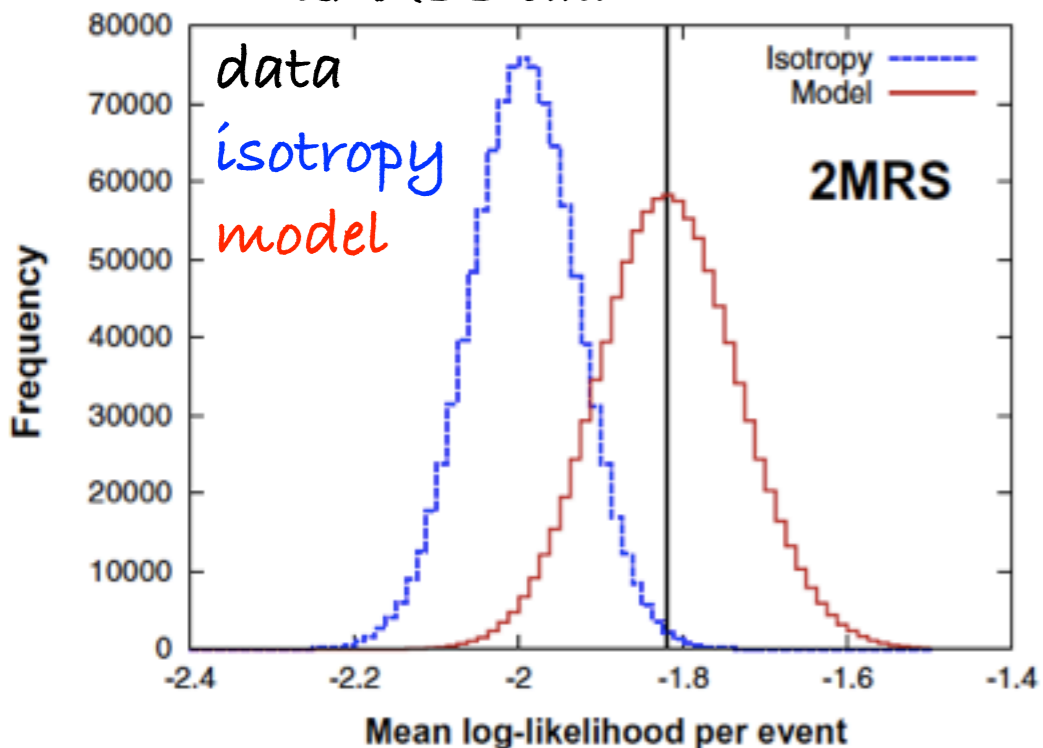 80000
70000
60000
50000
40000
30000
20000
10000
0
Frequency
data
isotropy
model
Isotropy
Model
2MRS
-2.4 -2.2 -2 -1.8 -1.6 -1.4
Mean log-likelihood per event